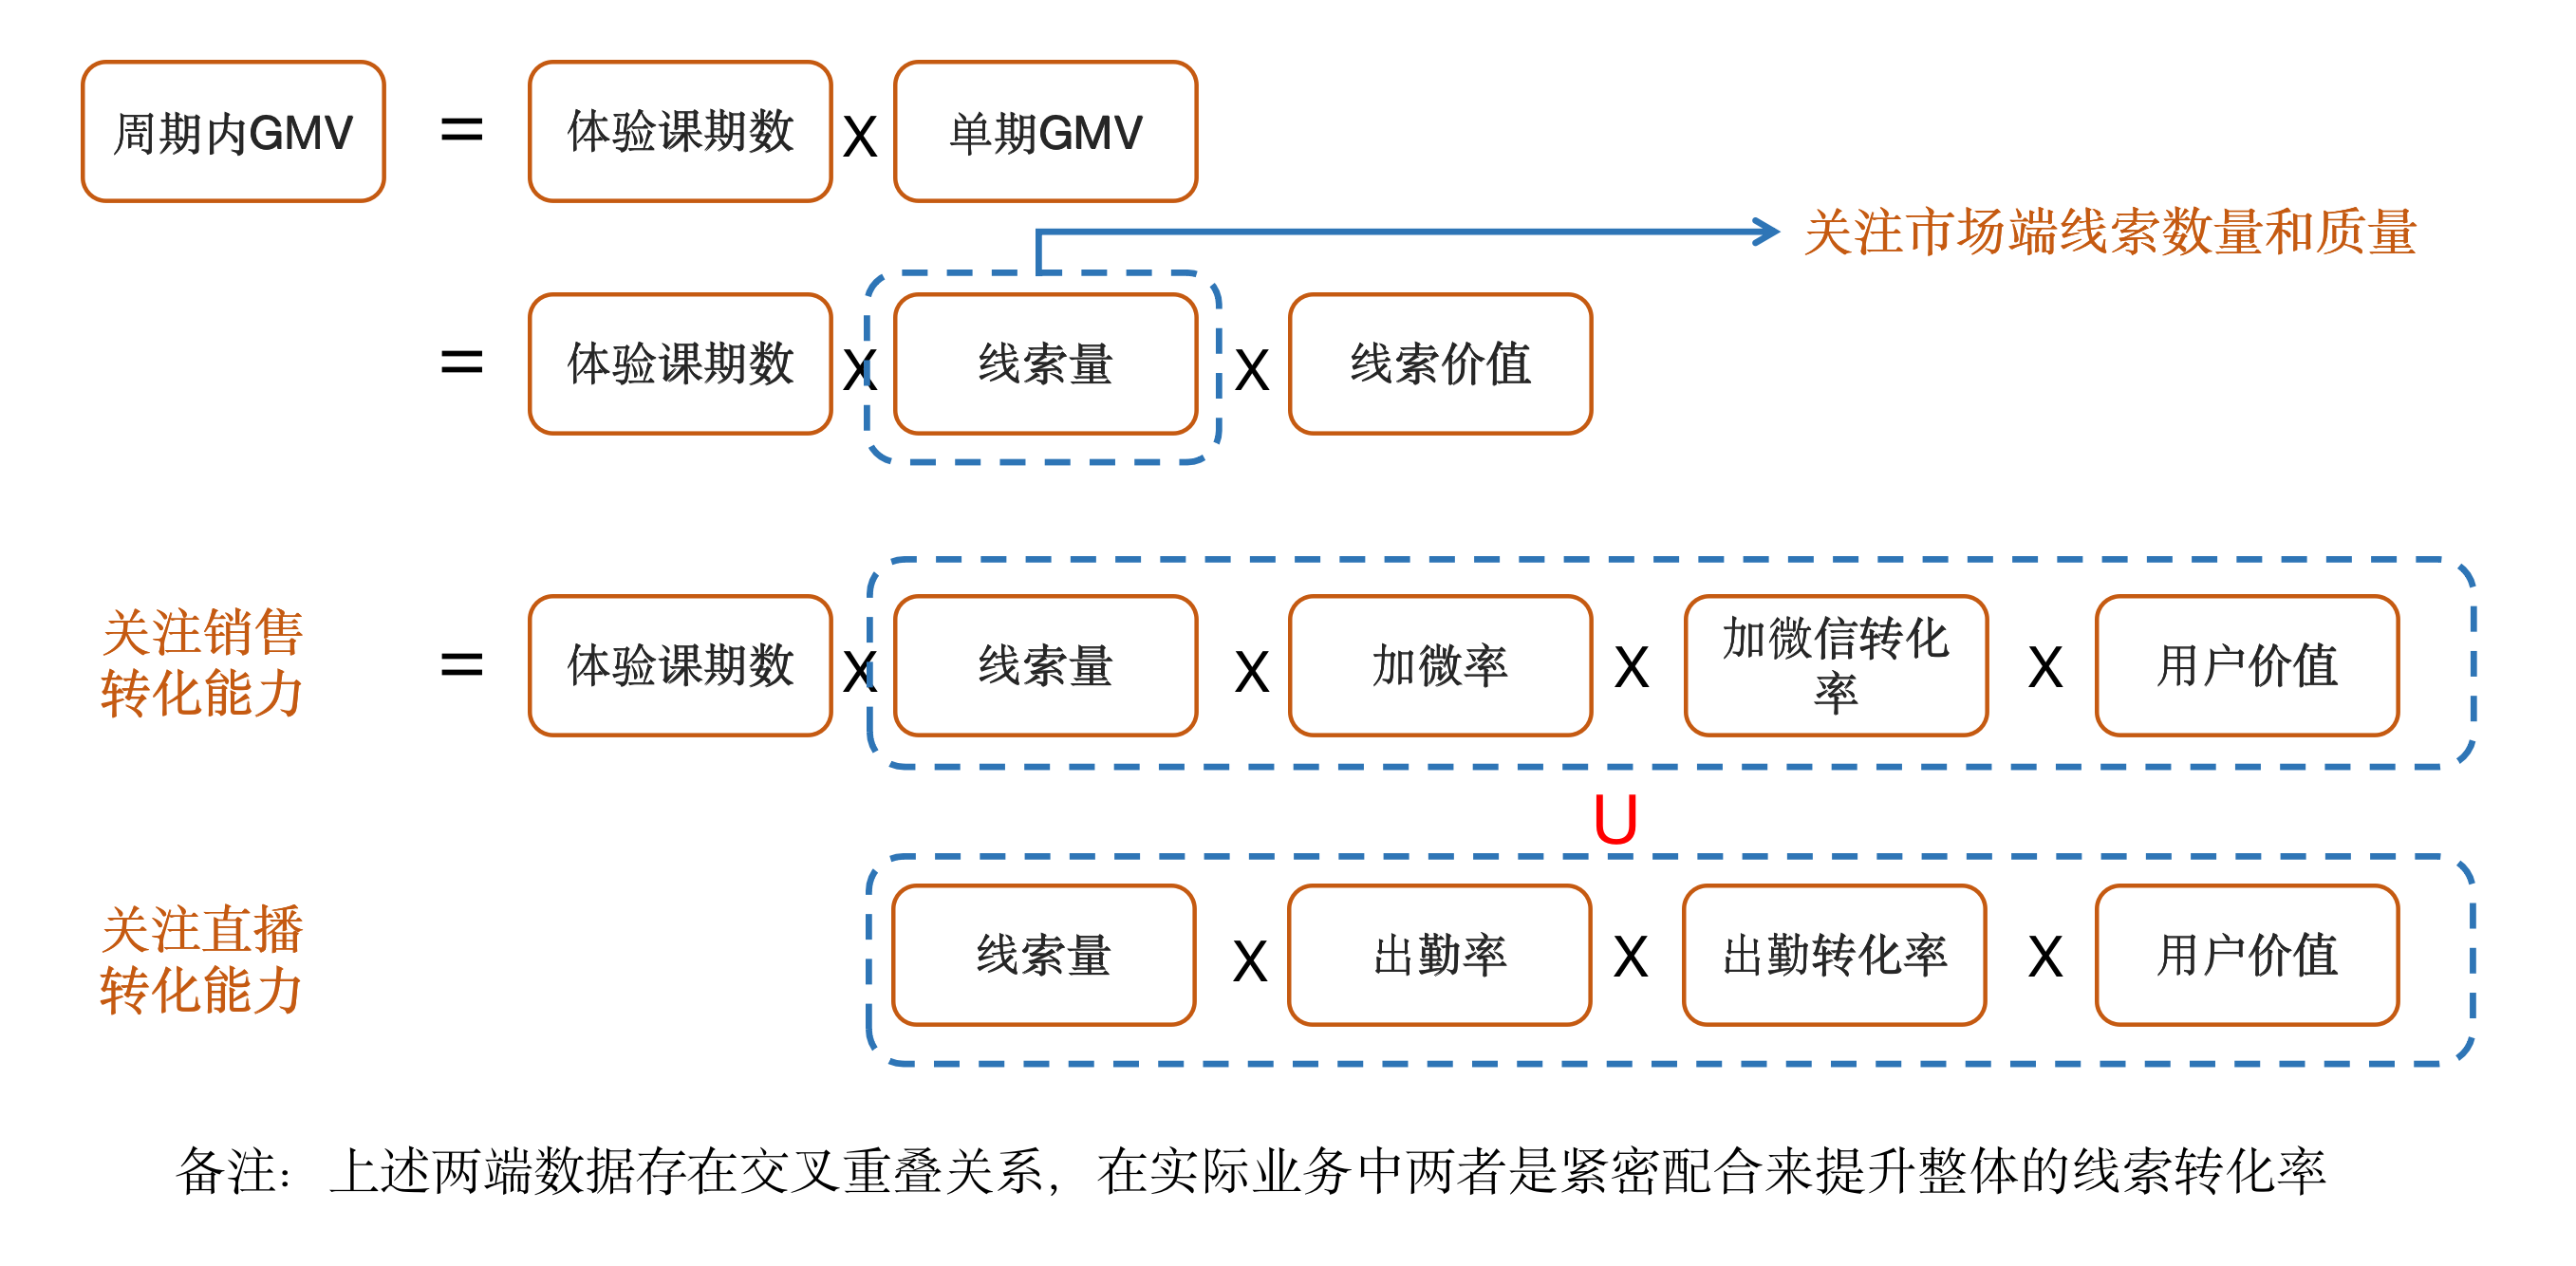 周期内GMV = 体验课期数 X 单期GMV
关注市场端线索数量和质量
= 体验课期数 X 线索量 X 线索价值
关注销售
转化能力
= 体验课期数 X 线索量 X 加微率 X 加微信转化
率 X 用户价值
U
关注直播
转化能力
线索量 X 出勤率 X 出勤转化率 X 用户价值
备注：上述两端数据存在交叉重叠关系，在实际业务中两者是紧密配合来提升整体的线索转化率